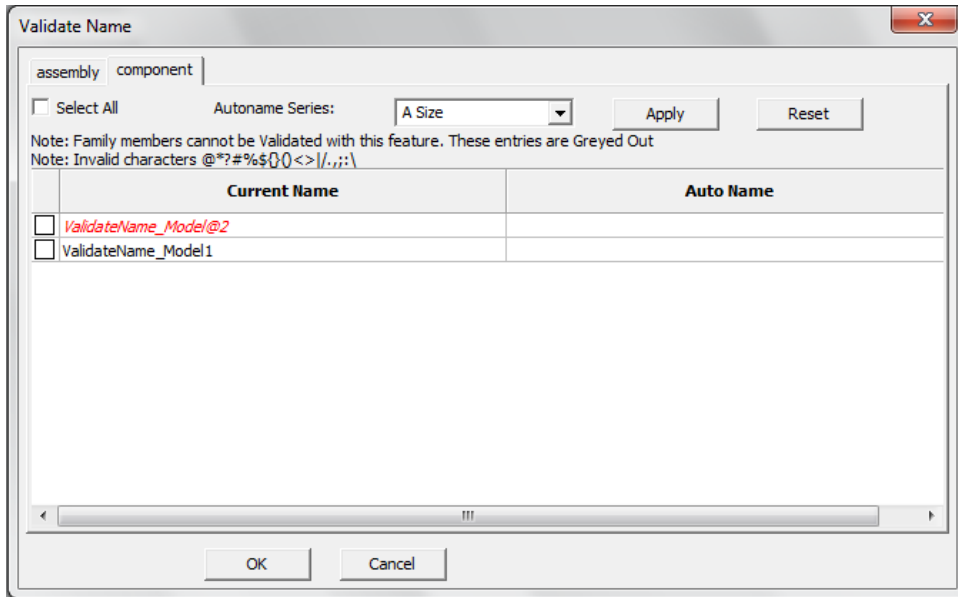 Validate Name
assembly component
Select All Autoname Series: A Size Apply Reset
Note: Family members cannot be Validated with this feature. These entries are Greyed Out
Note: Invalid characters @*?#%${}()<>|/.,;:\
Current Name Auto Name
ValidateName_Model@2
ValidateName_Model1
OK Cancel